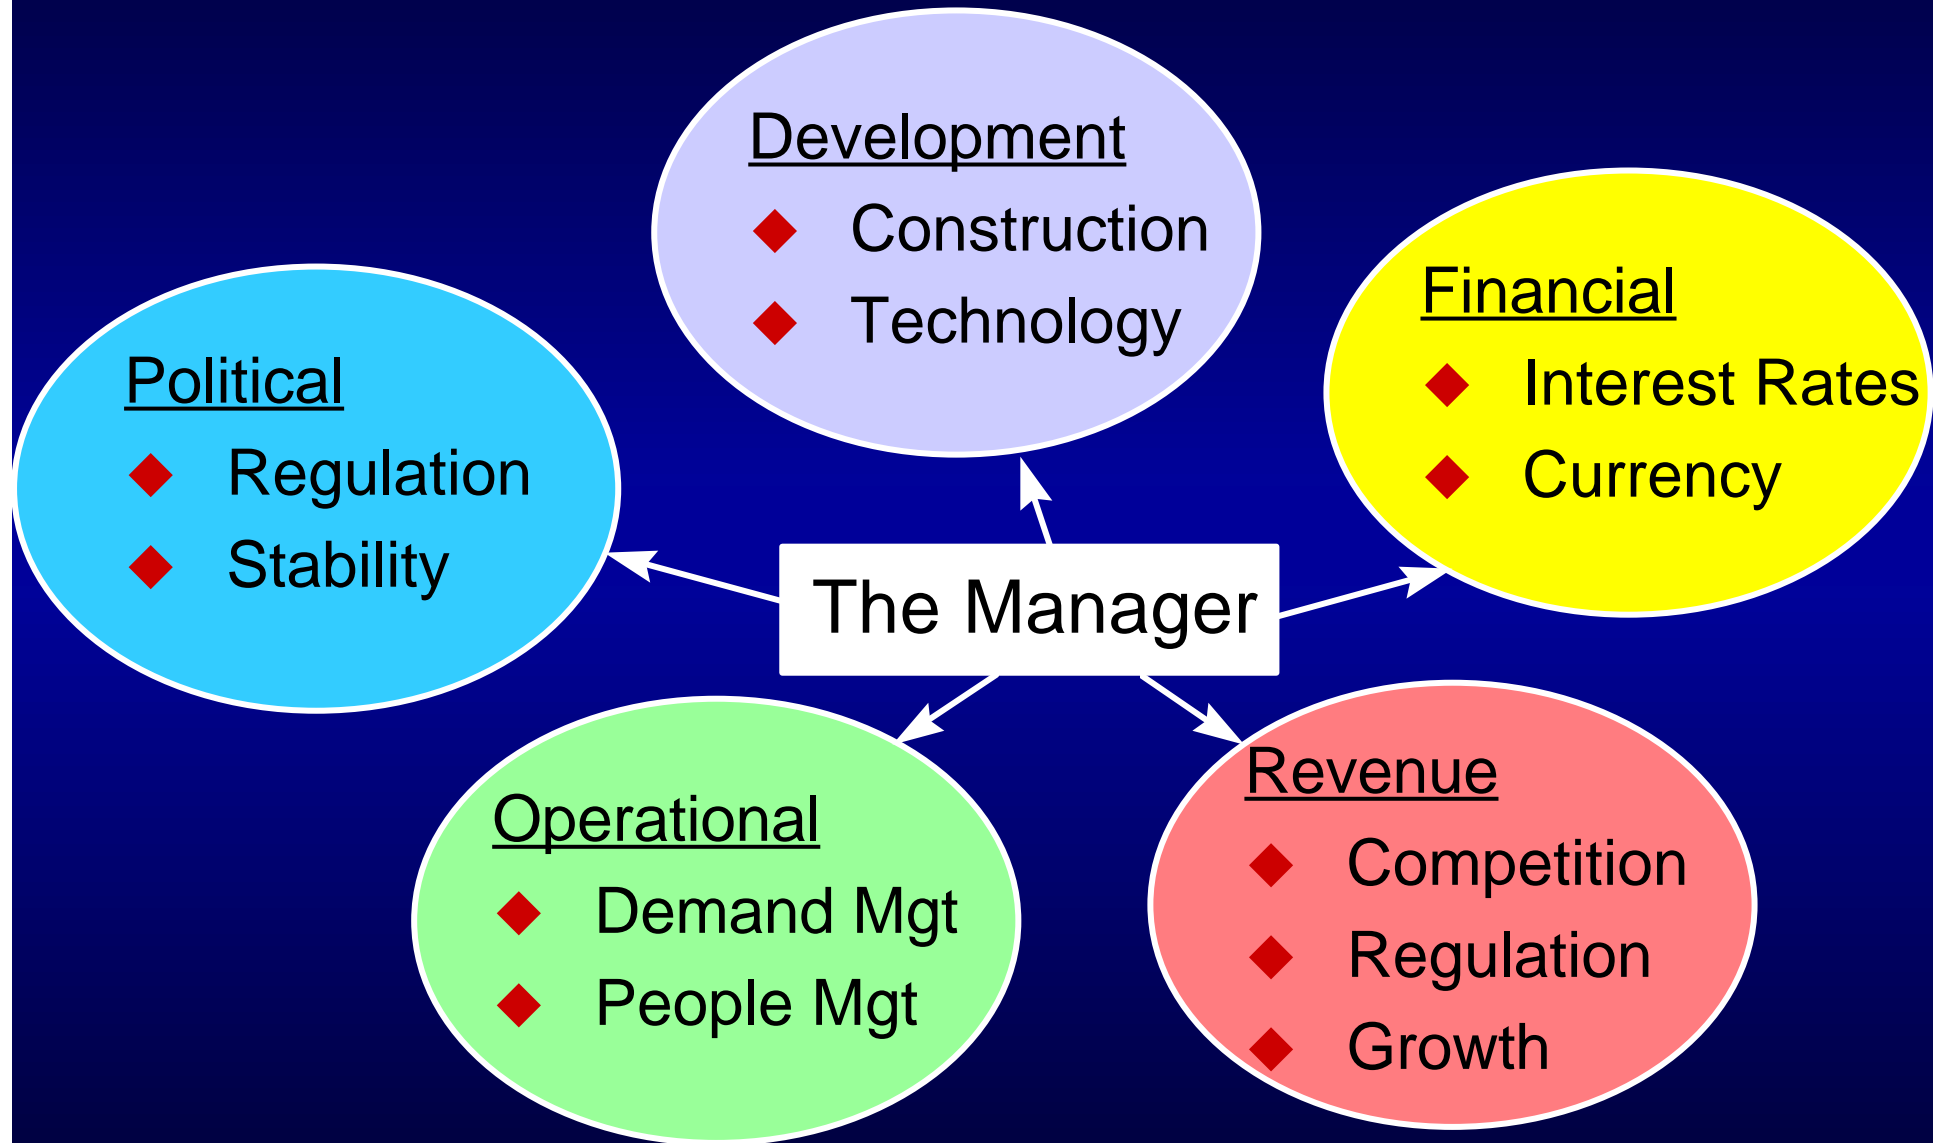 Development
Construction
Technology
Financial
Interest Rates
Currency
Political
Regulation
Stability
The Manager
Operational
Demand Mgt
People Mgt
Revenue
Competition
Regulation
Growth